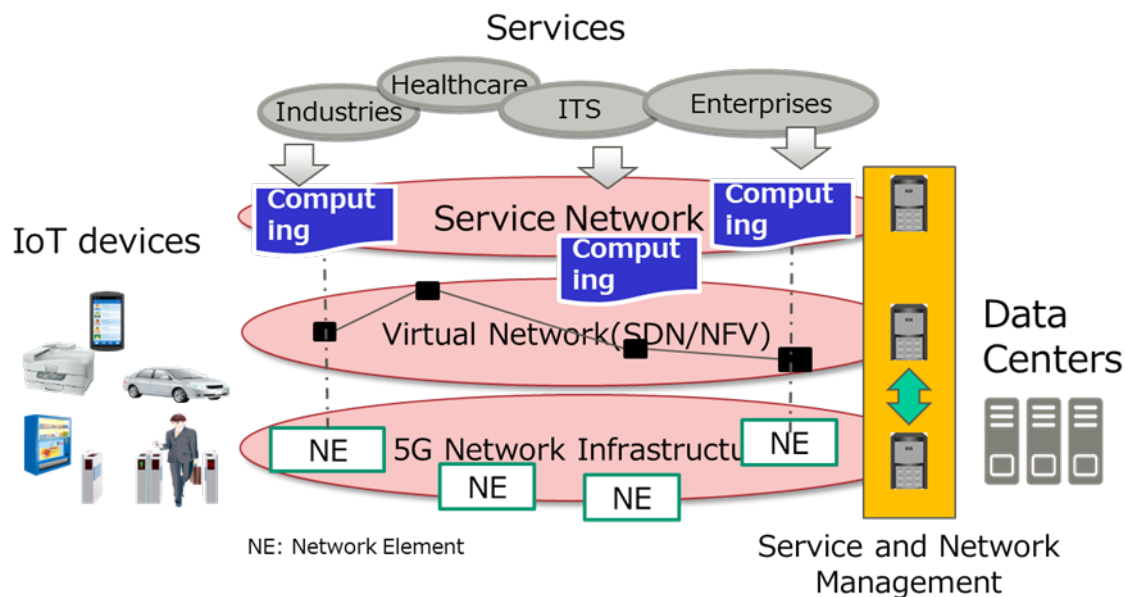 Services
Healthcare
Industries
ITS
Enterprises
Comput
ing
Service Network
Comput
ing
Comput
ing
IoT devices
Virtual Network(SDN/NFV)
Data
Centers
NE
5G Network Infrastructu
NE
NE
NE
NE: Network Element
Service and Network
Management